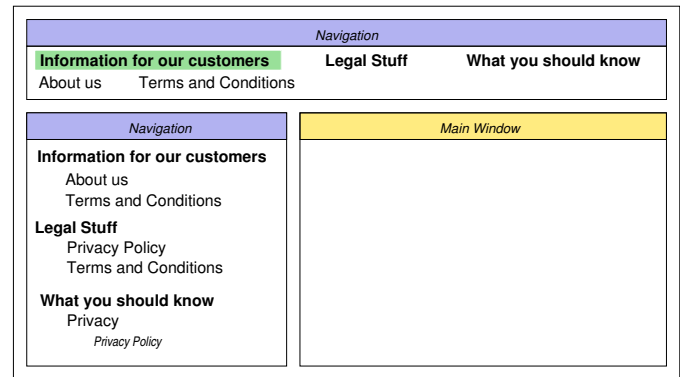 Navigation
Information for our customers Legal Stuff What you should know
About us Terms and Conditions
Navigation
Information for our customers
About us
Terms and Conditions
Legal Stuff
Privacy Policy
Terms and Conditions
What you should know
Privacy
Privacy Policy
Main Window